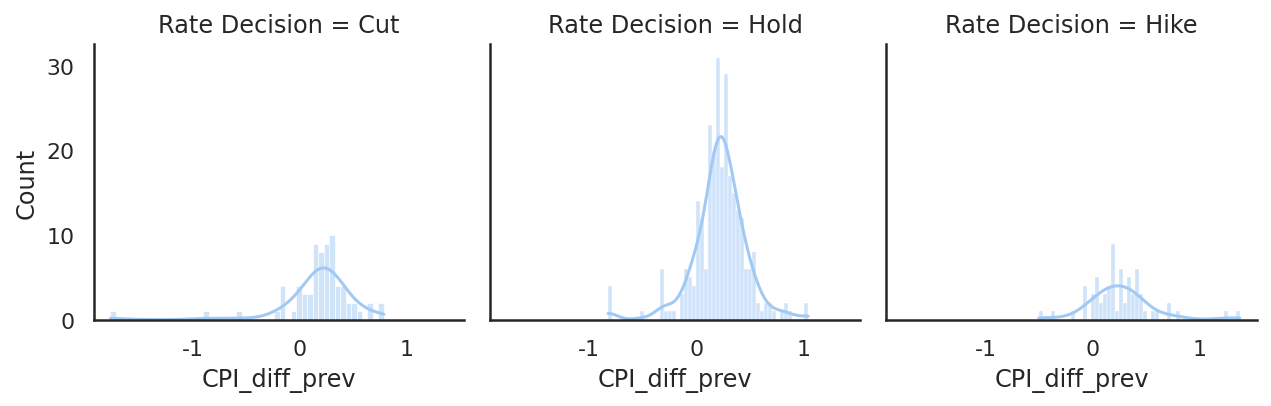 Rate Decision = Cut
Rate Decision = Hold
Rate Decision = Hike
30
20
10
0
Count
-1 0 1
-1 0 1
-1 0 1
CPI_diff_prev
CPI_diff_prev
CPI_diff_prev